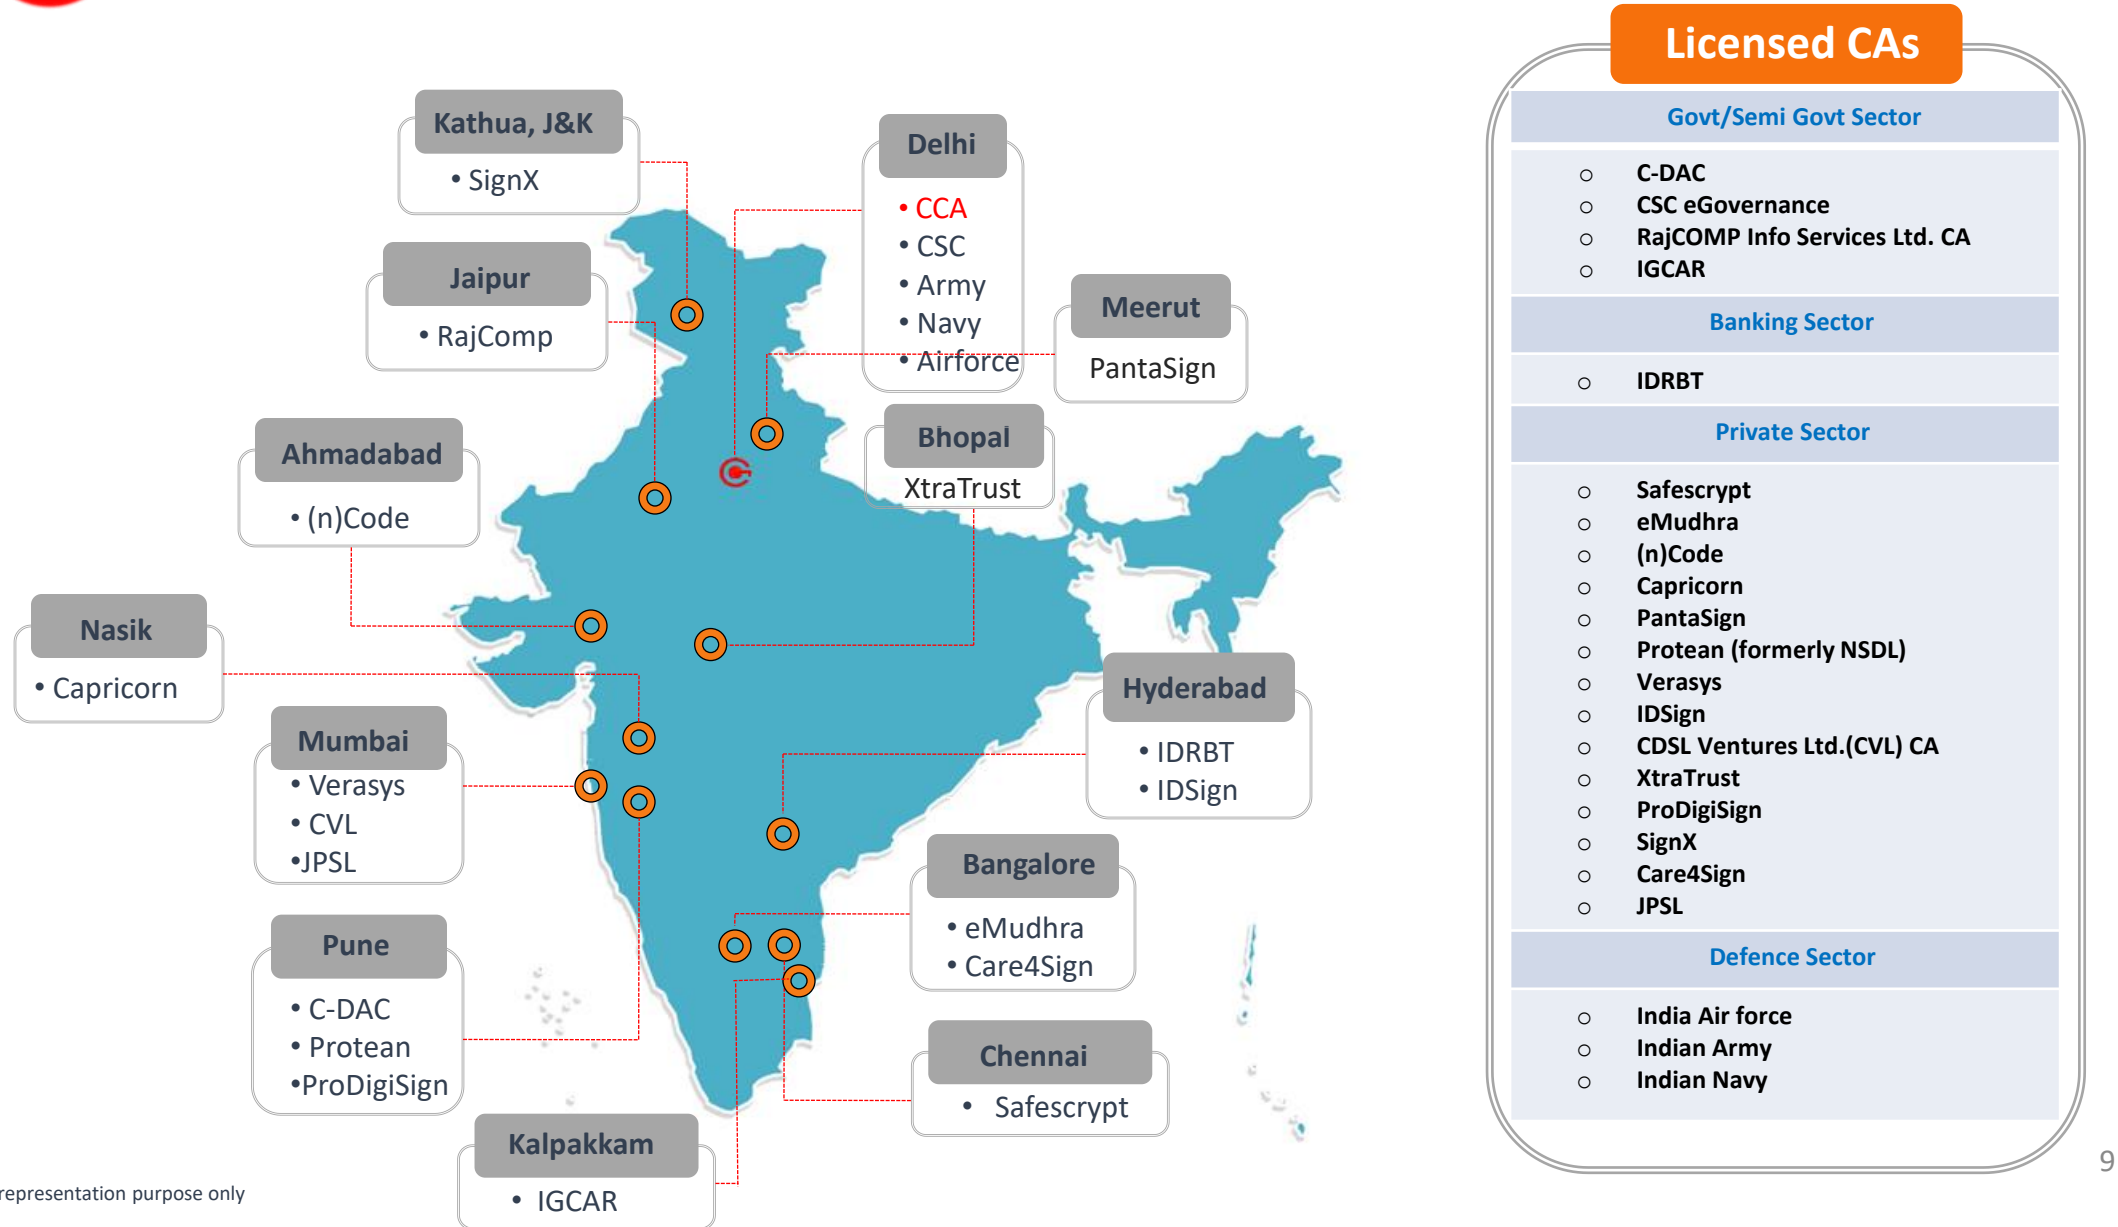 Kathua, J&K
• SignX
Jaipur
• RajComp
Delhi
• CCA
• CSC
• Army
• Navy
• Airforce
Meerut
PantaSign
Bhopal
XtraTrust
Ahmadabad
• (n)Code
Nasik
• Capricorn
Mumbai
• Verasys
• CVL
•JPSL
Hyderabad
• IDRBT
• IDSign
Pune
• C-DAC
• Protean
•ProDigiSign
Bangalore
• eMudhra
• Care4Sign
Chennai
• Safescrypt
Kalpakkam
• IGCAR
representation purpose only
Licensed CAs
Govt/Semi Govt Sector
o C-DAC
o CSC eGovernance
o RajCOMP Info Services Ltd. CA
o IGCAR
Banking Sector
o IDRBT
Private Sector
o Safescrypt
o eMudhra
o (n)Code
o Capricorn
o PantaSign
o Protean (formerly NSDL)
o Verasys
o IDSign
o CDSL Ventures Ltd.(CVL) CA
o XtraTrust
o ProDigiSign
o SignX
o Care4Sign
o JPSL
Defence Sector
o India Air force
o Indian Army
o Indian Navy
9